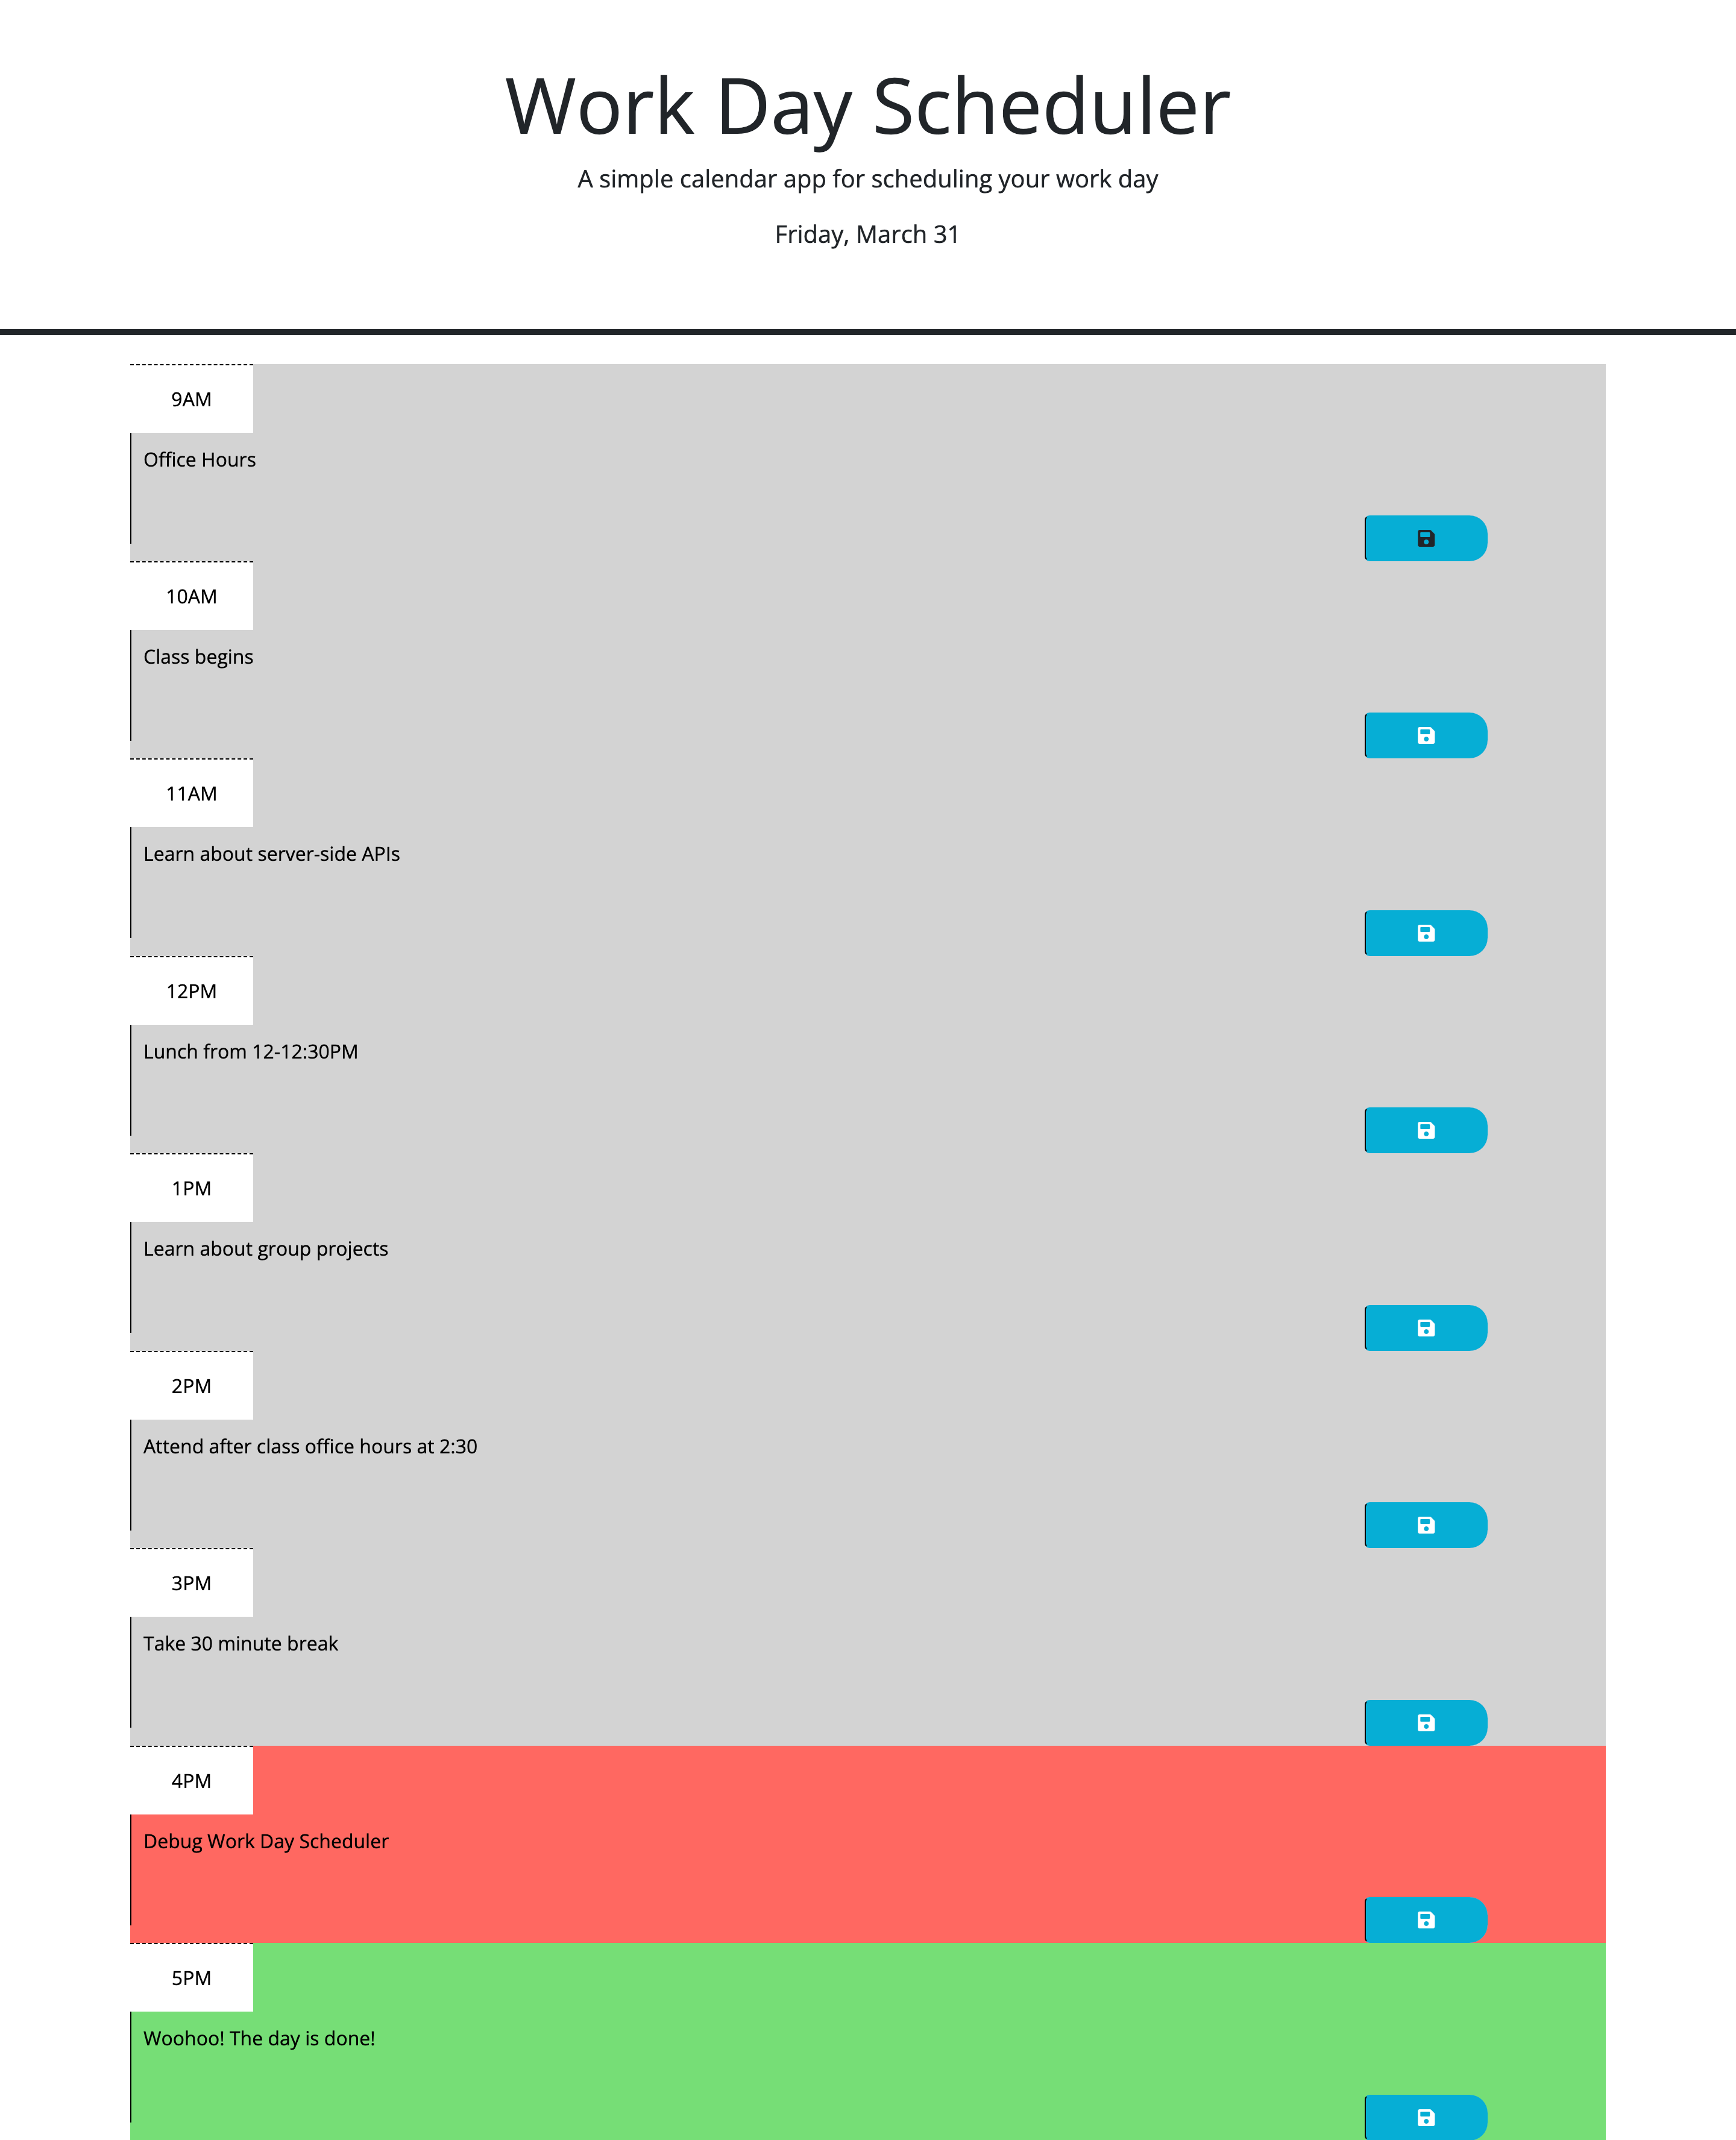 Work Day Scheduler
A simple calendar app for scheduling your work day
Friday, March 31
9AM
Office Hours
10AM
Class begins
11AM
Learn about server-side APIs
12PM
Lunch from 12-12:30PM
1PM
Learn about group projects
2PM
Attend after class office hours at 2:30
3PM
Take 30 minute break
4PM
Debug Work Day Scheduler
5PM
Woohoo! The day is done!